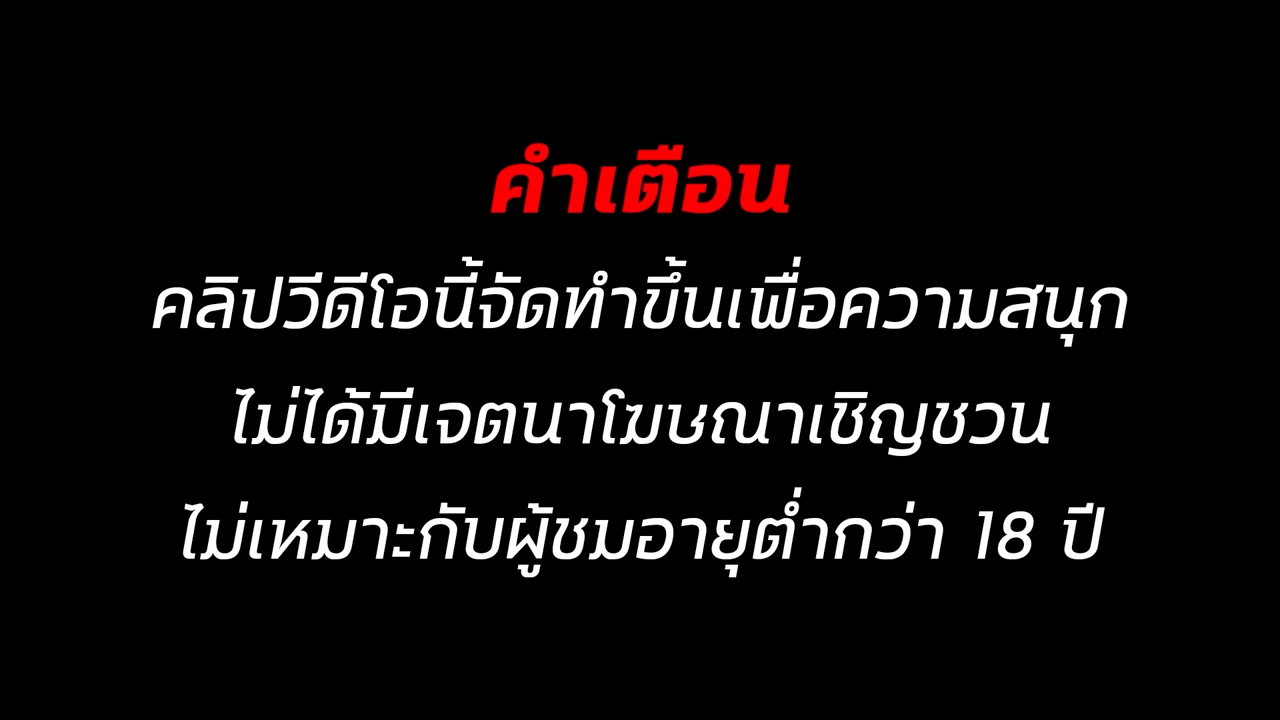 คำเตือน
คลิปวีดีโอนี้จัดทำขึ้นเพื่อความสนุก
ไม่ได้มีเจตนาโฆษณาเชิญชวน
ไม่เหมาะกับผู้ชมอายุต่ำกว่า 18 ปี